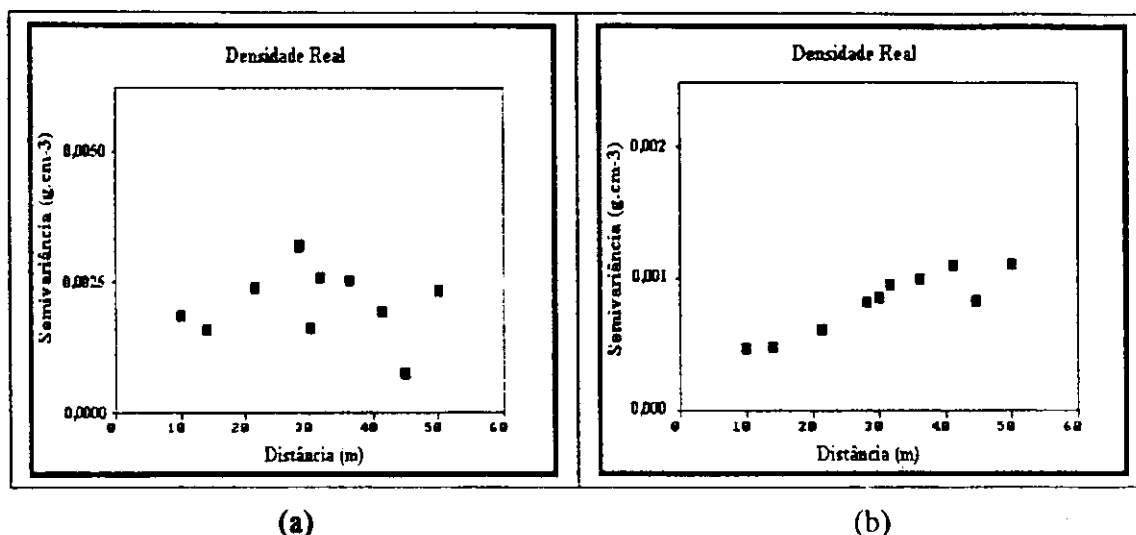 Densidade Real
Semivariância (g.cm-3)
0,0050
0,0025
0,0000
0 10 20 30 40 50 60
Distância (m)
(a)
Densidade Real
Semivariância (g.cm-3)
0,002
0,001
0,000
0 10 20 30 40 50 60
Distância (m)
(b)